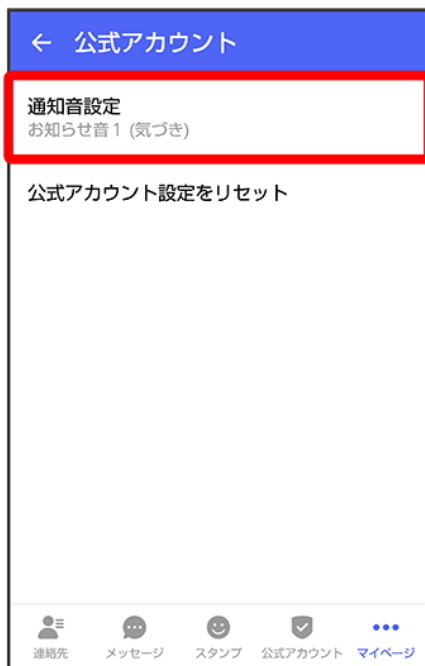 ← 公式アカウント
通知音設定
お知らせ音1 (気づき)
公式アカウント設定をリセット
連絡先 メッセージ スタンプ 公式アカウント マイページ